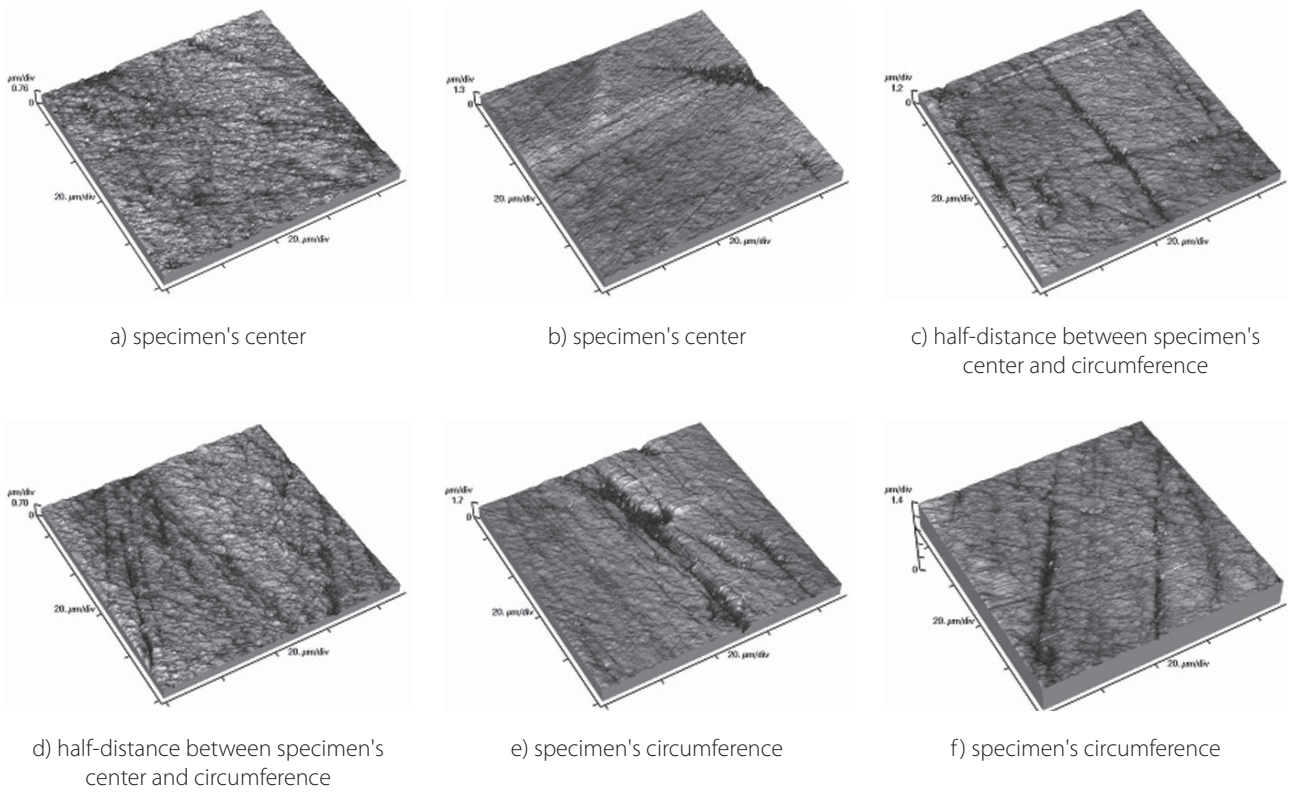 µm/div
0.76
0
20. µm/div
20. µm/div
a) specimen's center
µm/div
1.3
0
20. µm/div
20. µm/div
b) specimen's center
µm/div
1.2
0
20. µm/div
20. µm/div
c) half-distance between specimen's
center and circumference
µm/div
0.70
0
20. µm/div
20. µm/div
d) half-distance between specimen's
center and circumference
µm/div
1.7
0
20. µm/div
20. µm/div
e) specimen's circumference
µm/div
1.4
0
20. µm/div
20. µm/div
f) specimen's circumference